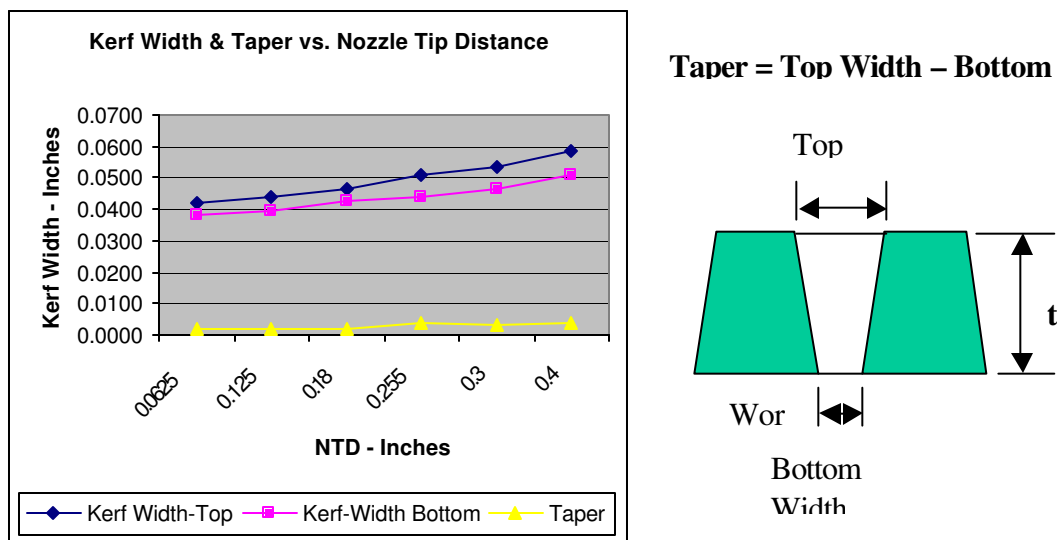 Kerf Width & Taper vs. Nozzle Tip Distance
Kerf Width - Inches
0.0700
0.0600
0.0500
0.0400
0.0300
0.0200
0.0100
0.0000
0.0625
0.125
0.18
0.255
0.3
0.4
NTD - Inches
Kerf Width-Top
Kerf-Width Bottom
Taper
Taper = Top Width – Bottom
Top
t
Wor
Bottom
Width